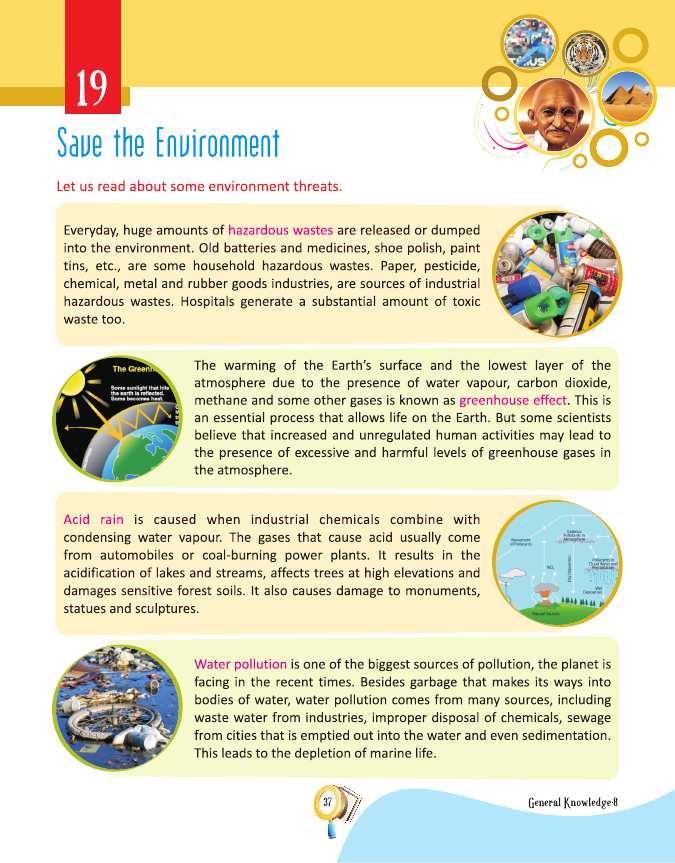 19
Save the Environment
Let us read about some environment threats.
Everyday, huge amounts of hazardous wastes are released or dumped
into the environment. Old batteries and medicines, shoe polish, paint
tins, etc., are some household hazardous wastes. Paper, pesticide,
chemical, metal and rubber goods industries, are sources of industrial
hazardous wastes. Hospitals generate a substantial amount of toxic
waste too.
The Greenh
Some sunlight that hits
the earth is reflected.
Some becomes heat.
The warming of the Earth's surface and the lowest layer of the
atmosphere due to the presence of water vapour, carbon dioxide,
methane and some other gases is known as greenhouse effect. This is
an essential process that allows life on the Earth. But some scientists
believe that increased and unregulated human activities may lead to
the presence of excessive and harmful levels of greenhouse gases in
the atmosphere.
Acid rain is caused when industrial chemicals combine with
condensing water vapour. The gases that cause acid usually come
from automobiles or coal-burning power plants. It results in the
acidification of lakes and streams, affects trees at high elevations and
damages sensitive forest soils. It also causes damage to monuments,
statues and sculptures.
Pollutants in
Natural Sources
Water pollution is one of the biggest sources of pollution, the planet is
facing in the recent times. Besides garbage that makes its ways into
bodies of water, water pollution comes from many sources, including
waste water from industries, improper disposal of chemicals, sewage
from cities that is emptied out into the water and even sedimentation.
This leads to the depletion of marine life.
37
General Knowledge-8